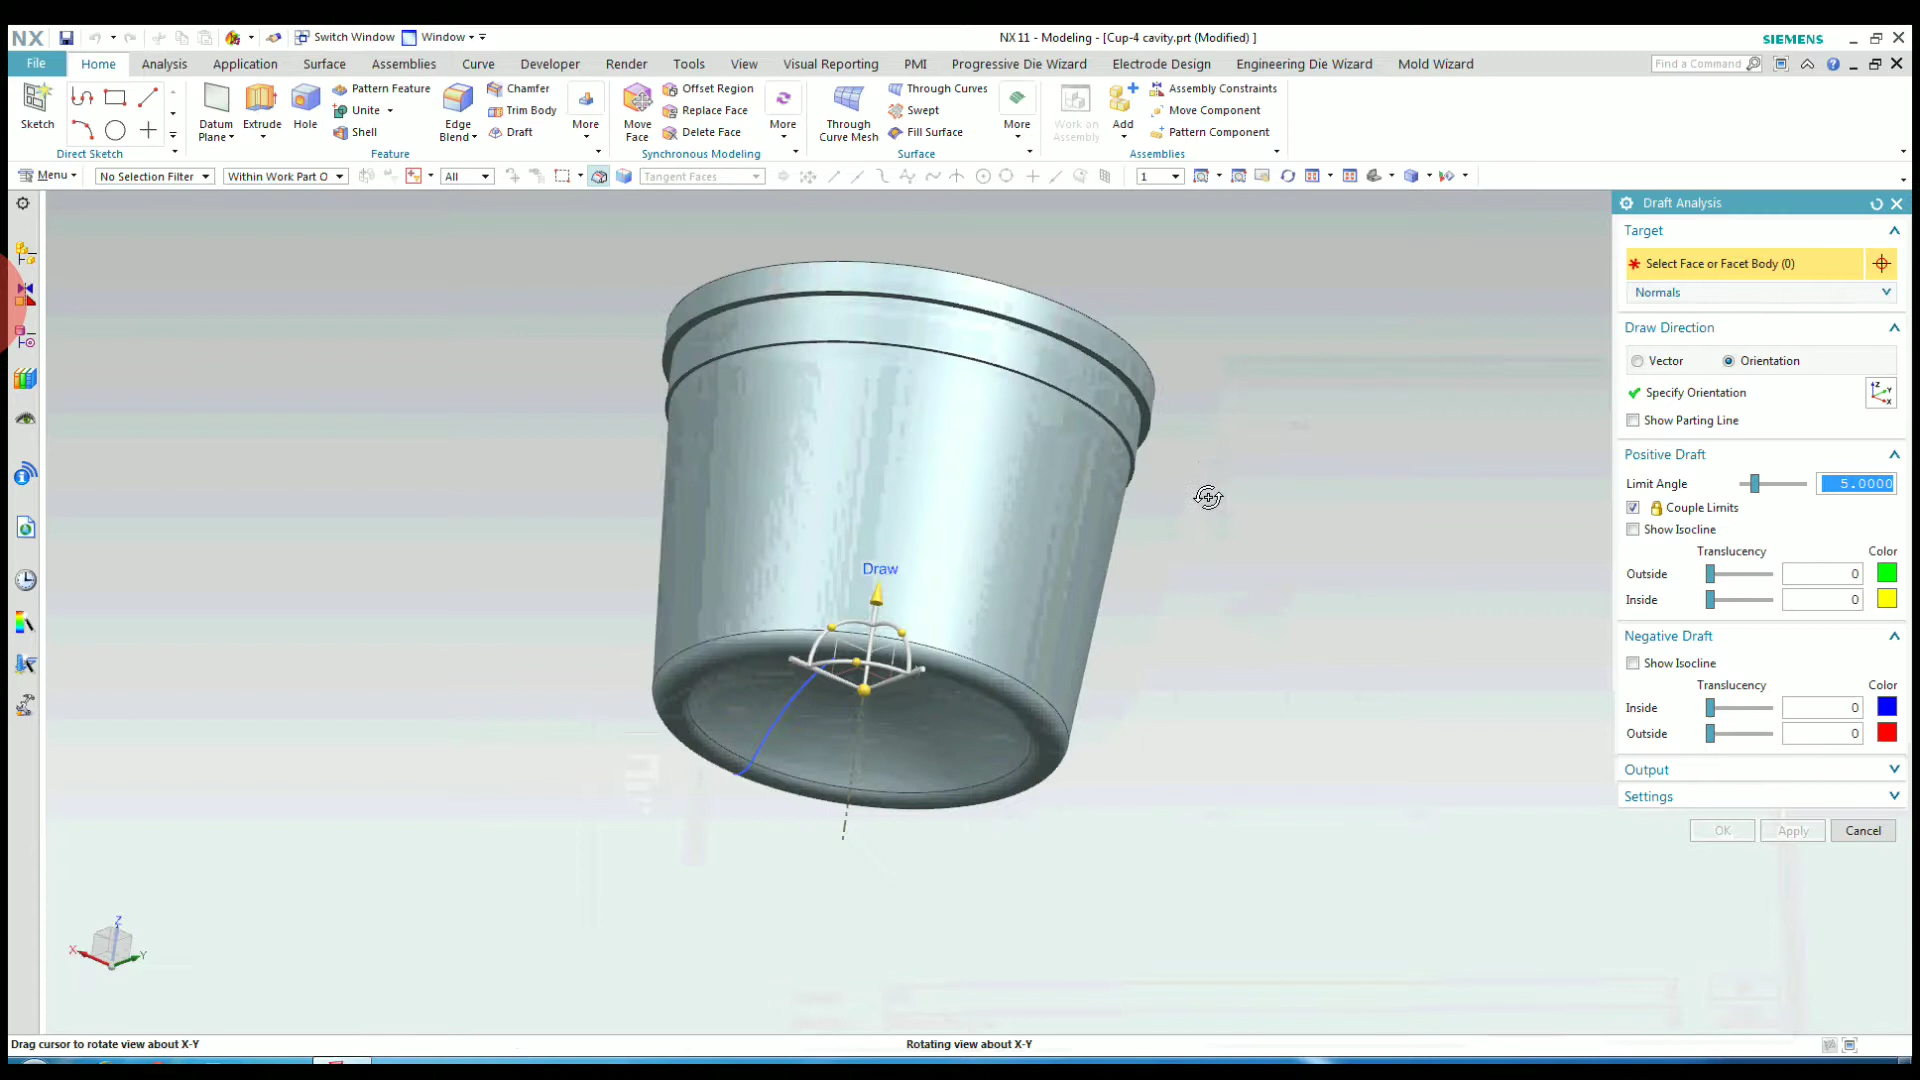 NX Switch Window Window NX 11 - Modeling - [Cup-4 cavity.prt (Modified) ] SIEMENS
File Home Analysis Application Surface Assemblies Curve Developer Render Tools View Visual Reporting PMI Progressive Die Wizard Electrode Design Engineering Die Wizard Mold Wizard Find a Command
Sketch
Direct Sketch
Datum Plane
Extrude
Hole
Pattern Feature
Unite
Shell
Edge Blend
Chamfer
Trim Body
Draft
More
Feature
Move Face
Offset Region
Replace Face
Delete Face
More
Synchronous Modeling
Through Curve Mesh
Through Curves
Swept
Fill Surface
More
Surface
Work on Assembly
Add
Assembly Constraints
Move Component
Pattern Component
Assemblies
Menu No Selection Filter Within Work Part O All Tangent Faces 1
Draft Analysis
Target
Select Face or Facet Body (0)
Normals
Draw Direction
Vector Orientation
Specify Orientation
Show Parting Line
Positive Draft
Limit Angle 5.0000
Couple Limits
Show Isocline
Translucency Color
Outside 0
Inside 0
Negative Draft
Show Isocline
Translucency Color
Inside 0
Outside 0
Output
Settings
OK Apply Cancel
Draw
Z
X
Y
Z
Y
X
Drag cursor to rotate view about X-Y Rotating view about X-Y